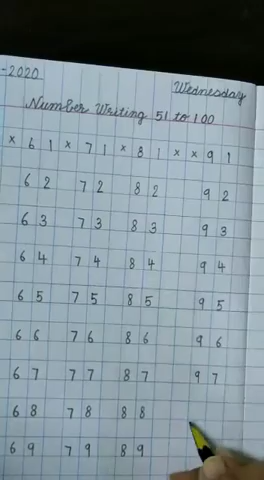 -2020
Wednesday
Number Writing 51 to 100
x 61 x 71 x 81 x x 91
62 72 82 92
63 73 83 93
64 74 84 94
65 75 85 95
66 76 86 96
67 77 87 97
68 78 88
69 79 89